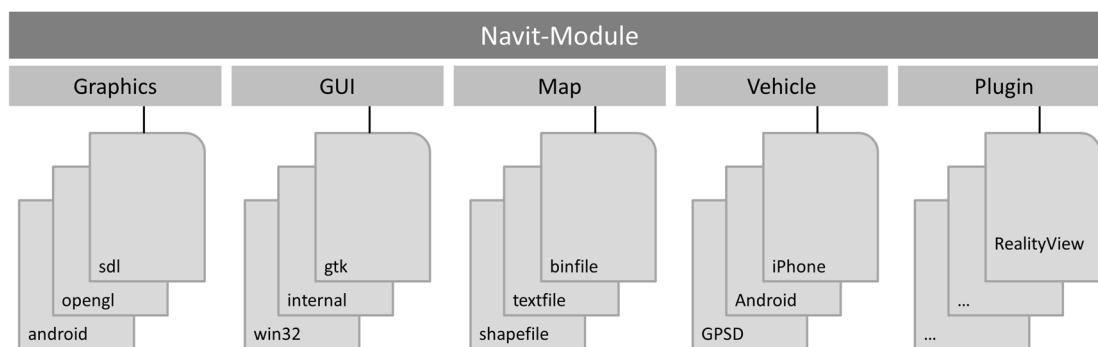 Navit-Module
Graphics
GUI
Map
Vehicle
Plugin
sdl
opengl
android
gtk
internal
win32
binfile
textfile
shapefile
iPhone
Android
GPSD
RealityView
...
...